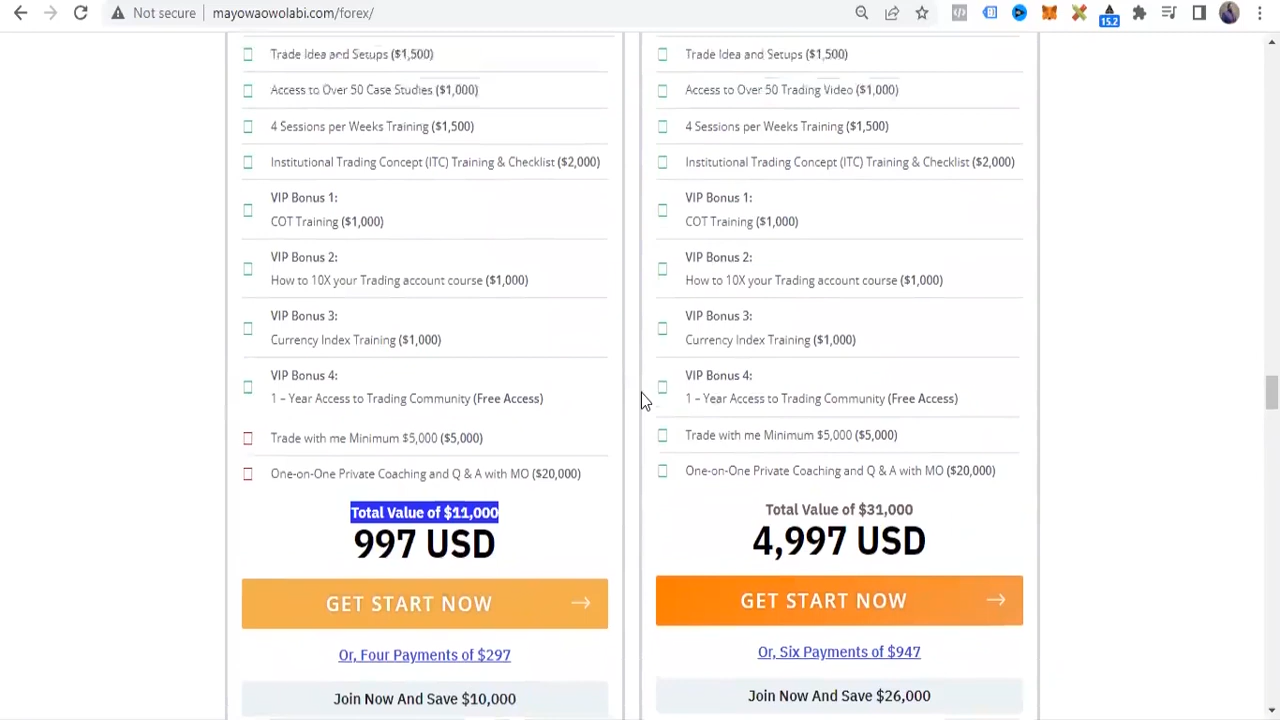 Not secure
mayowaowolabi.com/forex/
15.2
Trade Idea and Setups ($1,500)
Access to Over 50 Case Studies ($1,000)
4 Sessions per Weeks Training ($1,500)
Institutional Trading Concept (ITC) Training & Checklist ($2,000)
VIP Bonus 1:
COT Training ($1,000)
VIP Bonus 2:
How to 10X your Trading account course ($1,000)
VIP Bonus 3:
Currency Index Training ($1,000)
VIP Bonus 4:
1 – Year Access to Trading Community (Free Access)
Trade with me Minimum $5,000 ($5,000)
One-on-One Private Coaching and Q & A with MO ($20,000)
Total Value of $11,000
997 USD
GET START NOW
Or, Four Payments of $297
Join Now And Save $10,000
Trade Idea and Setups ($1,500)
Access to Over 50 Trading Video ($1,000)
4 Sessions per Weeks Training ($1,500)
Institutional Trading Concept (ITC) Training & Checklist ($2,000)
VIP Bonus 1:
COT Training ($1,000)
VIP Bonus 2:
How to 10X your Trading account course ($1,000)
VIP Bonus 3:
Currency Index Training ($1,000)
VIP Bonus 4:
1 – Year Access to Trading Community (Free Access)
Trade with me Minimum $5,000 ($5,000)
One-on-One Private Coaching and Q & A with MO ($20,000)
Total Value of $31,000
4,997 USD
GET START NOW
Or, Six Payments of $947
Join Now And Save $26,000